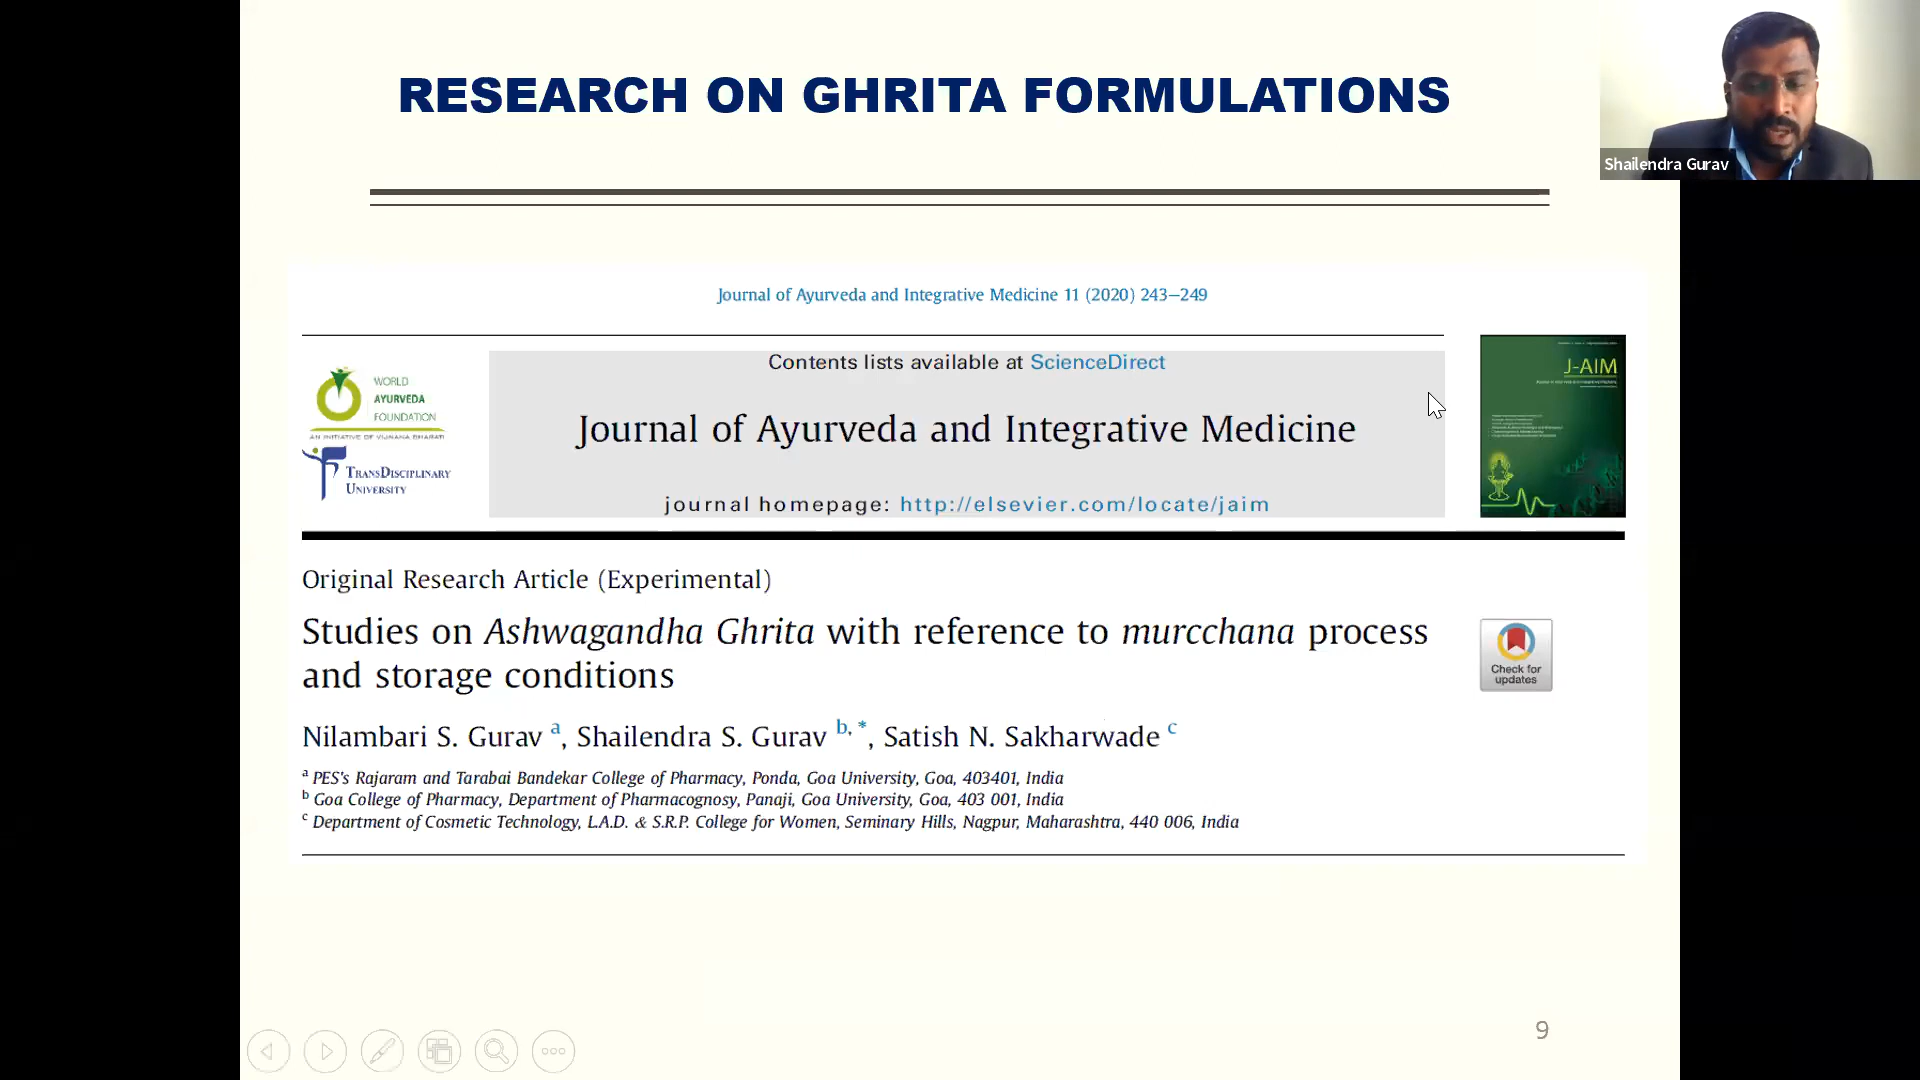 RESEARCH ON GHRITA FORMULATIONS
Shailendra Gurav
Journal of Ayurveda and Integrative Medicine 11 (2020) 243–249
WORLD
AYURVEDA
FOUNDATION
AN INITIATIVE OF VIJNANA BHARATI
TRANSDISCIPLINARY
UNIVERSITY
Contents lists available at ScienceDirect
Journal of Ayurveda and Integrative Medicine
journal homepage: http://elsevier.com/locate/jaim
J-AIM
Original Research Article (Experimental)
Studies on Ashwagandha Ghrita with reference to murcchana process
and storage conditions
Check for
updates
Nilambari S. Gurav a, Shailendra S. Gurav b, *, Satish N. Sakharwade c
a PES's Rajaram and Tarabai Bandekar College of Pharmacy, Ponda, Goa University, Goa, 403401, India
b Goa College of Pharmacy, Department of Pharmacognosy, Panaji, Goa University, Goa, 403 001, India
c Department of Cosmetic Technology, L.A.D. & S.R.P. College for Women, Seminary Hills, Nagpur, Maharashtra, 440 006, India
9